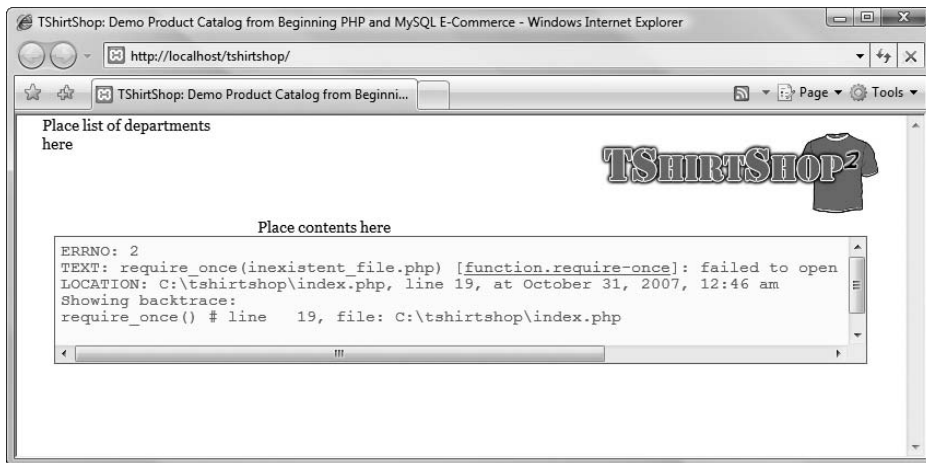 TShirtShop: Demo Product Catalog from Beginning PHP and MySQL E-Commerce - Windows Internet Explorer
http://localhost/tshirtshop/
TShirtShop: Demo Product Catalog from Beginni...
Page
Tools
Place list of departments
here
TShirtShop²
Place contents here
ERRNO: 2
TEXT: require_once(inexistent_file.php) [function.require-once]: failed to open
LOCATION: C:\tshirtshop\index.php, line 19, at October 31, 2007, 12:46 am
Showing backtrace:
require_once() # line   19, file: C:\tshirtshop\index.php